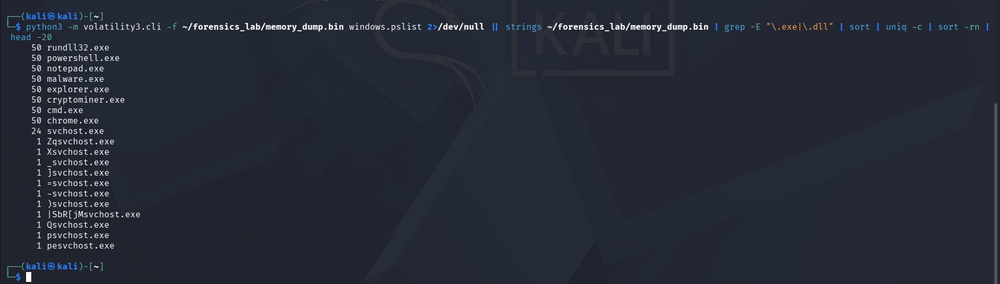 ┌──(kali㉿kali)-[~]
└─$ python3 -m volatility3.cli -f ~/forensics_lab/memory_dump.bin windows.pslist 2>/dev/null || strings ~/forensics_lab/memory_dump.bin | grep -E "\.exe|\.dll" | sort | uniq -c | sort -rn |
head -20
50 rundll32.exe
50 powershell.exe
50 notepad.exe
50 malware.exe
50 explorer.exe
50 cryptominer.exe
50 cmd.exe
50 chrome.exe
24 svchost.exe
1 Zqsvchost.exe
1 Xsvchost.exe
1 _svchost.exe
1 ]svchost.exe
1 =svchost.exe
1 -svchost.exe
1 )svchost.exe
1 |SbR[jMsvchost.exe
1 Qsvchost.exe
1 psvchost.exe
1 pesvchost.exe
┌──(kali㉿kali)-[~]
└─$
KALI